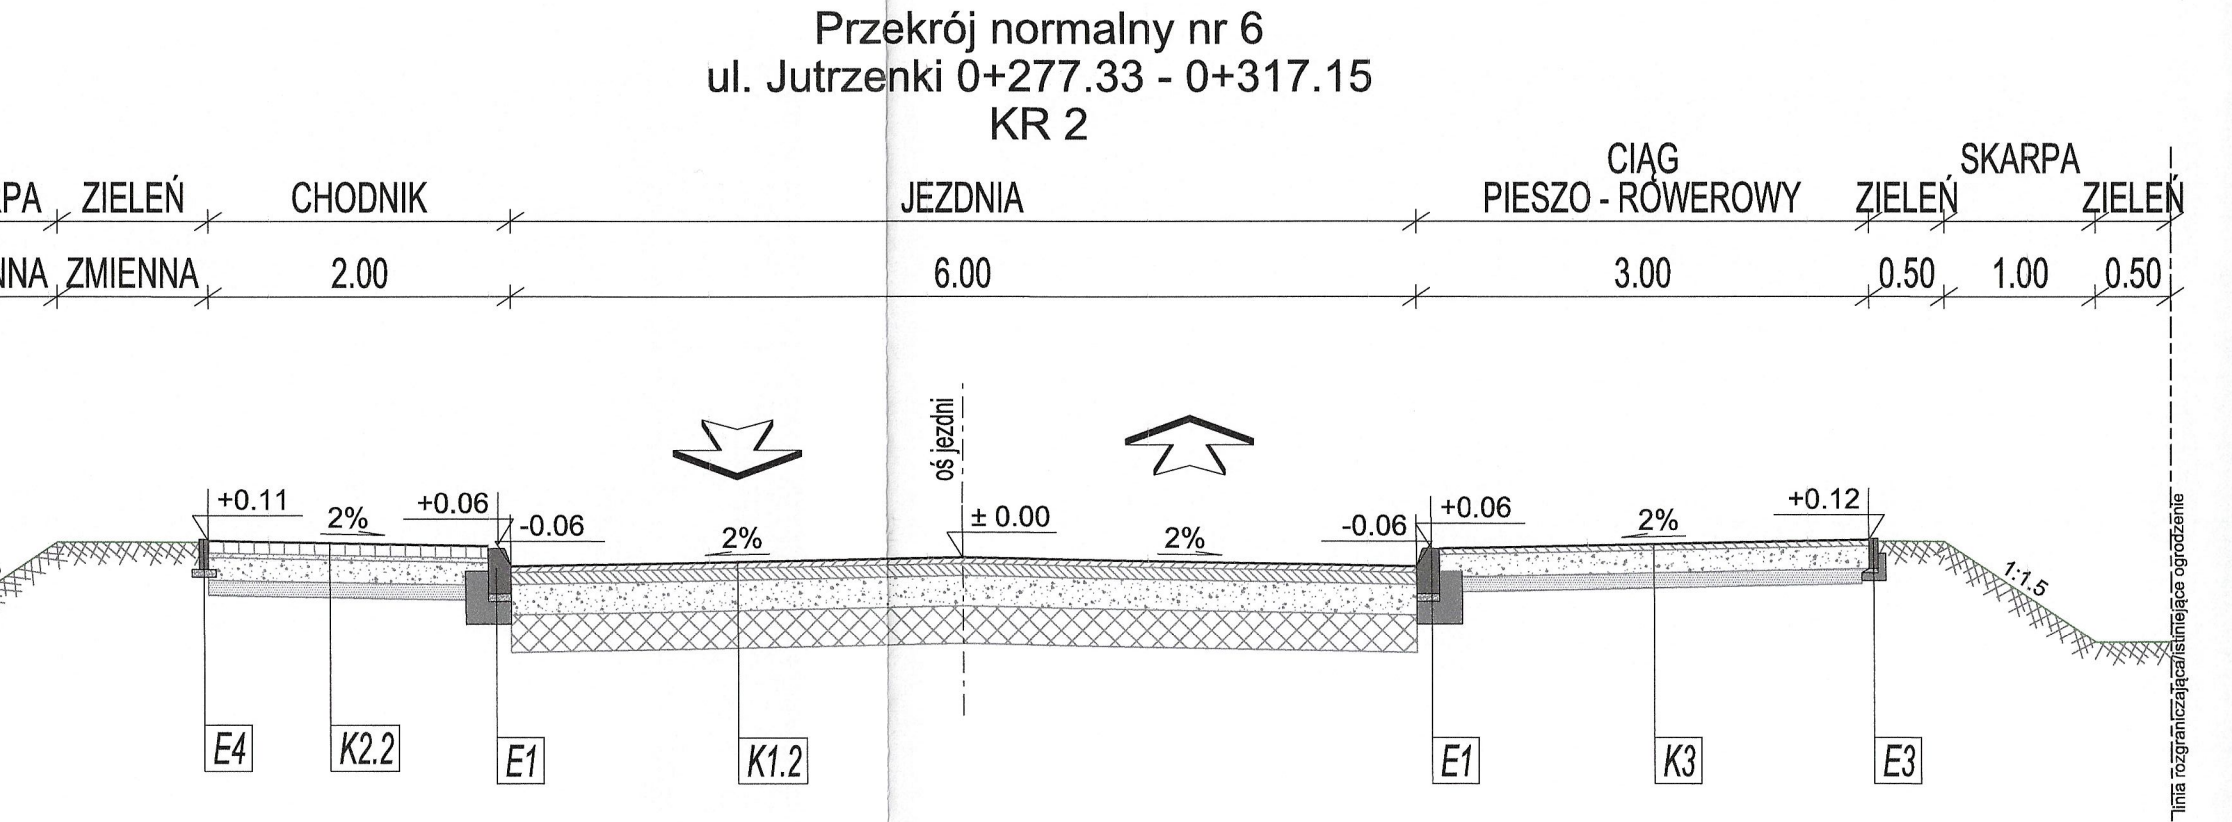 Przekrój normalny nr 6
ul. Jutrzenki 0+277.33 - 0+317.15
KR 2
CIĄG SKARPA
ZIELEŃ CHODNIK JEZDNIA PIESZO - ROWEROWY ZIELEŃ ZIELEŃ
ZMIENNA 2.00 6.00 3.00 0.50 1.00 0.50
oś jezdni
+0.11 2% +0.06 -0.06 2% ± 0.00 2% -0.06 +0.06 2% +0.12
1:1.5
linia rozgraniczająca/istniejące ogrodzenie
E4 K2.2 E1 K1.2 E1 K3 E3